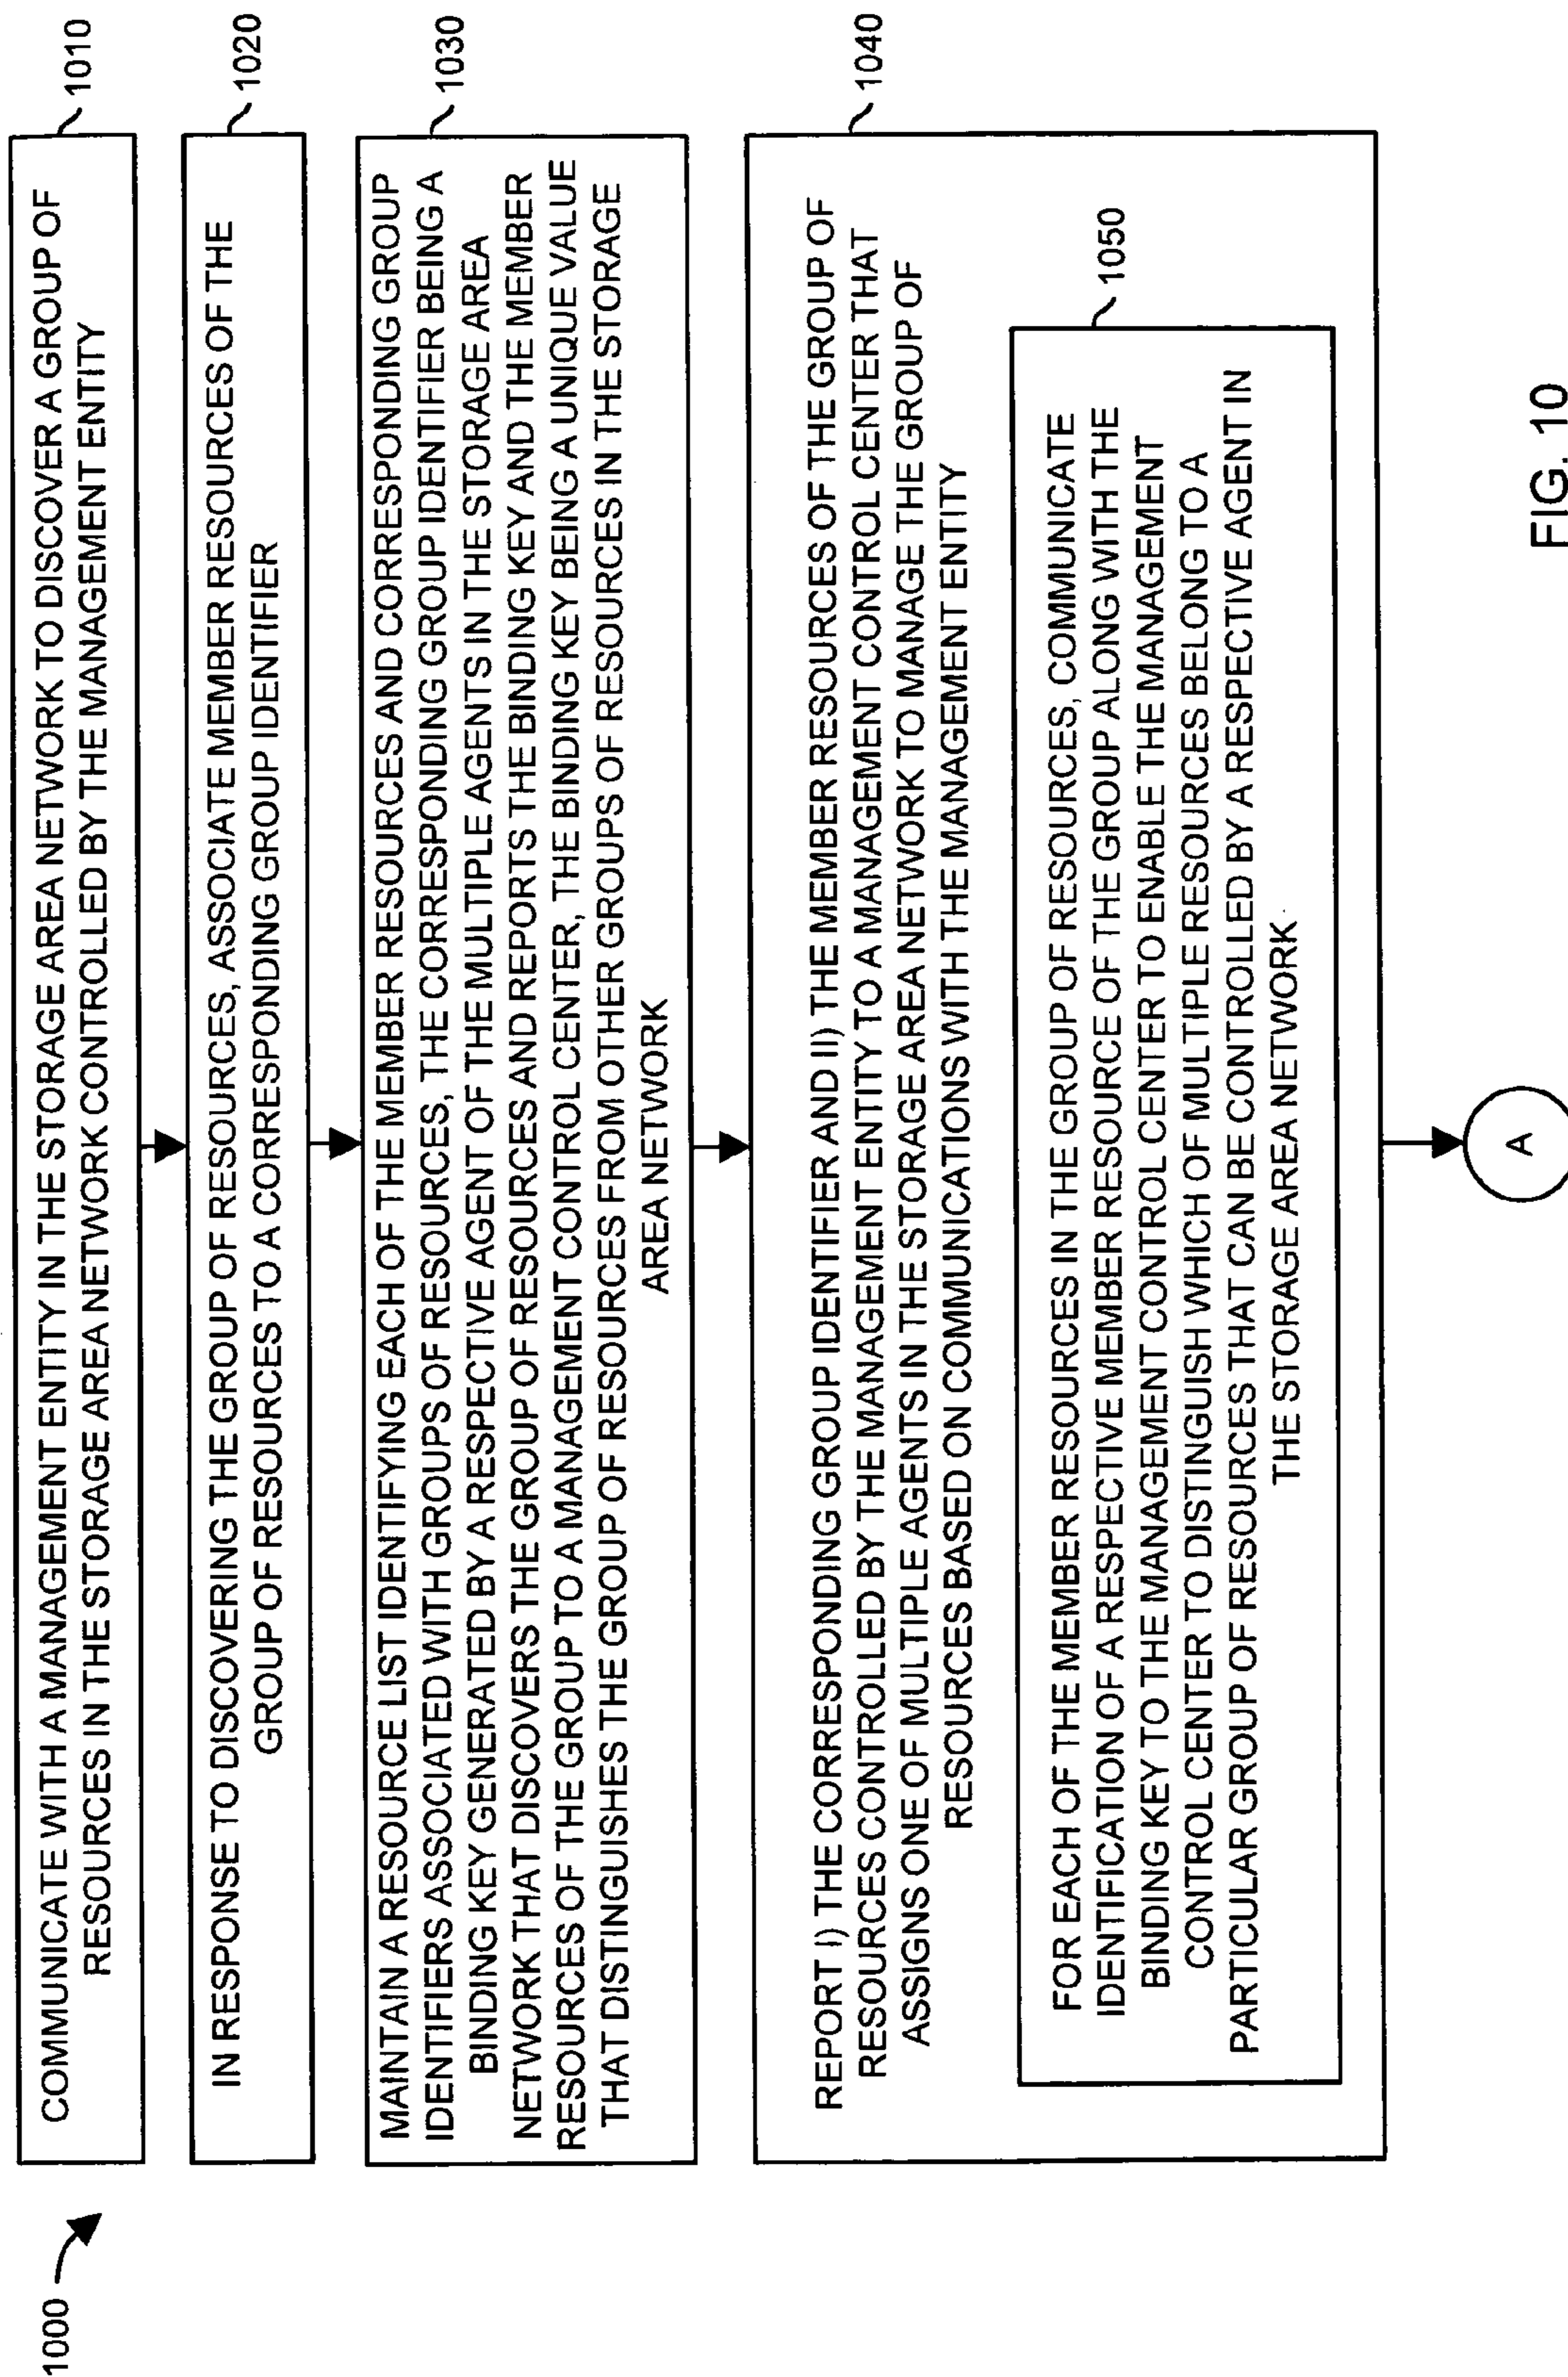 1000
COMMUNICATE WITH A MANAGEMENT ENTITY IN THE STORAGE AREA NETWORK TO DISCOVER A GROUP OF
RESOURCES IN THE STORAGE AREA NETWORK CONTROLLED BY THE MANAGEMENT ENTITY
1010
IN RESPONSE TO DISCOVERING THE GROUP OF RESOURCES, ASSOCIATE MEMBER RESOURCES OF THE
GROUP OF RESOURCES TO A CORRESPONDING GROUP IDENTIFIER
1020
MAINTAIN A RESOURCE LIST IDENTIFYING EACH OF THE MEMBER RESOURCES AND CORRESPONDING GROUP
IDENTIFIERS ASSOCIATED WITH GROUPS OF RESOURCES, THE CORRESPONDING GROUP IDENTIFIER BEING A
BINDING KEY GENERATED BY A RESPECTIVE AGENT OF THE MULTIPLE AGENTS IN THE STORAGE AREA
NETWORK THAT DISCOVERS THE GROUP OF RESOURCES AND REPORTS THE BINDING KEY AND THE MEMBER
RESOURCES OF THE GROUP TO A MANAGEMENT CONTROL CENTER, THE BINDING KEY BEING A UNIQUE VALUE
THAT DISTINGUISHES THE GROUP OF RESOURCES FROM OTHER GROUPS OF RESOURCES IN THE STORAGE
AREA NETWORK
1030
REPORT I) THE CORRESPONDING GROUP IDENTIFIER AND II) THE MEMBER RESOURCES OF THE GROUP OF
RESOURCES CONTROLLED BY THE MANAGEMENT ENTITY TO A MANAGEMENT CONTROL CENTER THAT
ASSIGNS ONE OF MULTIPLE AGENTS IN THE STORAGE AREA NETWORK TO MANAGE THE GROUP OF
RESOURCES BASED ON COMMUNICATIONS WITH THE MANAGEMENT ENTITY
1040
FOR EACH OF THE MEMBER RESOURCES IN THE GROUP OF RESOURCES, COMMUNICATE
IDENTIFICATION OF A RESPECTIVE MEMBER RESOURCE OF THE GROUP ALONG WITH THE
BINDING KEY TO THE MANAGEMENT CONTROL CENTER TO ENABLE THE MANAGEMENT
CONTROL CENTER TO DISTINGUISH WHICH OF MULTIPLE RESOURCES BELONG TO A
PARTICULAR GROUP OF RESOURCES THAT CAN BE CONTROLLED BY A RESPECTIVE AGENT IN
THE STORAGE AREA NETWORK
1050
A
FIG. 10